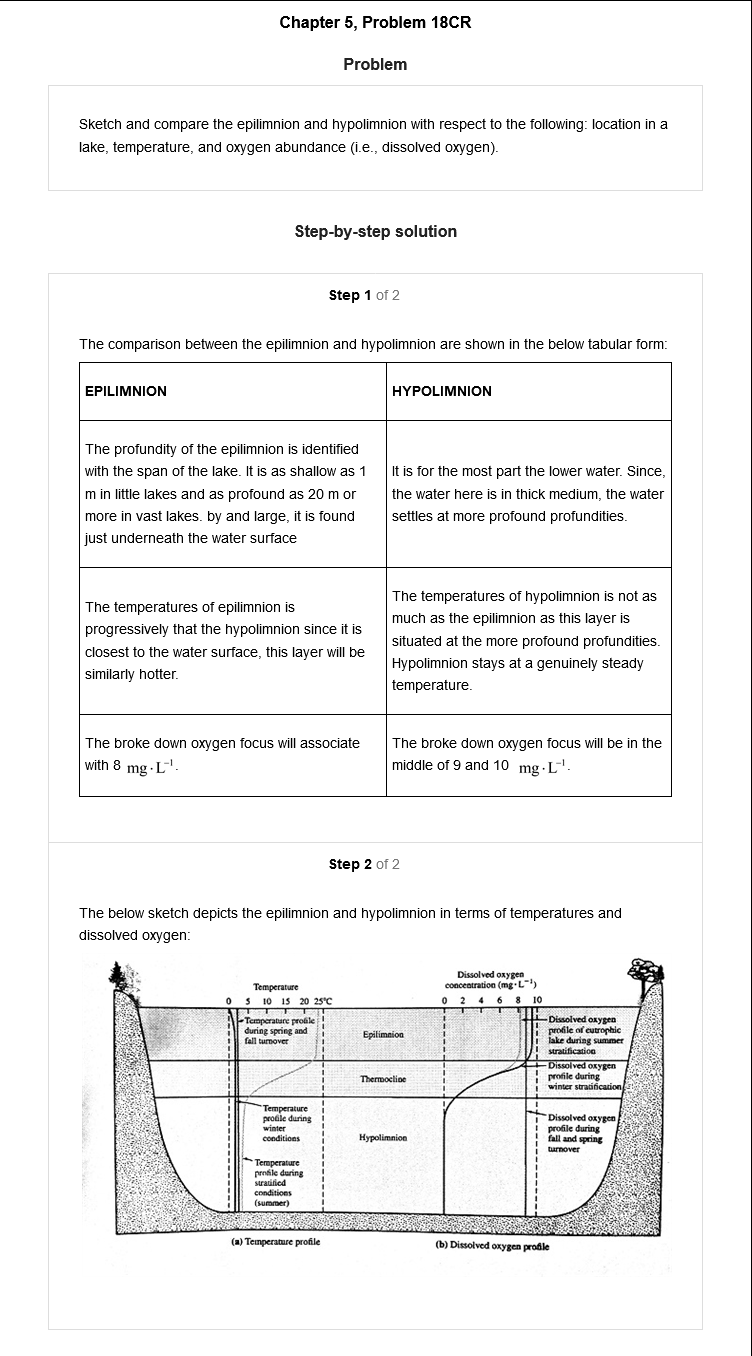 Chapter 5, Problem 18CR
Problem
Sketch and compare the epilimnion and hypolimnion with respect to the following: location in a
lake, temperature, and oxygen abundance (i.e., dissolved oxygen).
Step-by-step solution
Step 1 of 2
The comparison between the epilimnion and hypolimnion are shown in the below tabular form:
EPILIMNION
HYPOLIMNION
The profundity of the epilimnion is identified
with the span of the lake. It is as shallow as 1
m in little lakes and as profound as 20 m or
more in vast lakes. by and large, it is found
just underneath the water surface
It is for the most part the lower water. Since,
the water here is in thick medium, the water
settles at more profound profundities.
The temperatures of epilimnion is
progressively that the hypolimnion since it is
closest to the water surface, this layer will be
similarly hotter.
The temperatures of hypolimnion is not as
much as the epilimnion as this layer is
situated at the more profound profundities.
Hypolimnion stays at a genuinely steady
temperature.
The broke down oxygen focus will associate
with 8 mg·L⁻¹.
The broke down oxygen focus will be in the
middle of 9 and 10 mg·L⁻¹.
Step 2 of 2
The below sketch depicts the epilimnion and hypolimnion in terms of temperatures and
dissolved oxygen:
Temperature
0 5 10 15 20 25°C
Dissolved oxygen
concentration (mg·L⁻¹)
0 2 4 6 8 10
Temperature profile
during spring and
fall turnover
Epilimnion
Dissolved oxygen
profile of eutrophic
lake during summer
stratification
Thermocline
Dissolved oxygen
profile during
winter stratification
Temperature
profile during
winter
conditions
Hypolimnion
Dissolved oxygen
profile during
fall and spring
turnover
Temperature
profile during
stratified
conditions
(summer)
(a) Temperature profile
(b) Dissolved oxygen profile